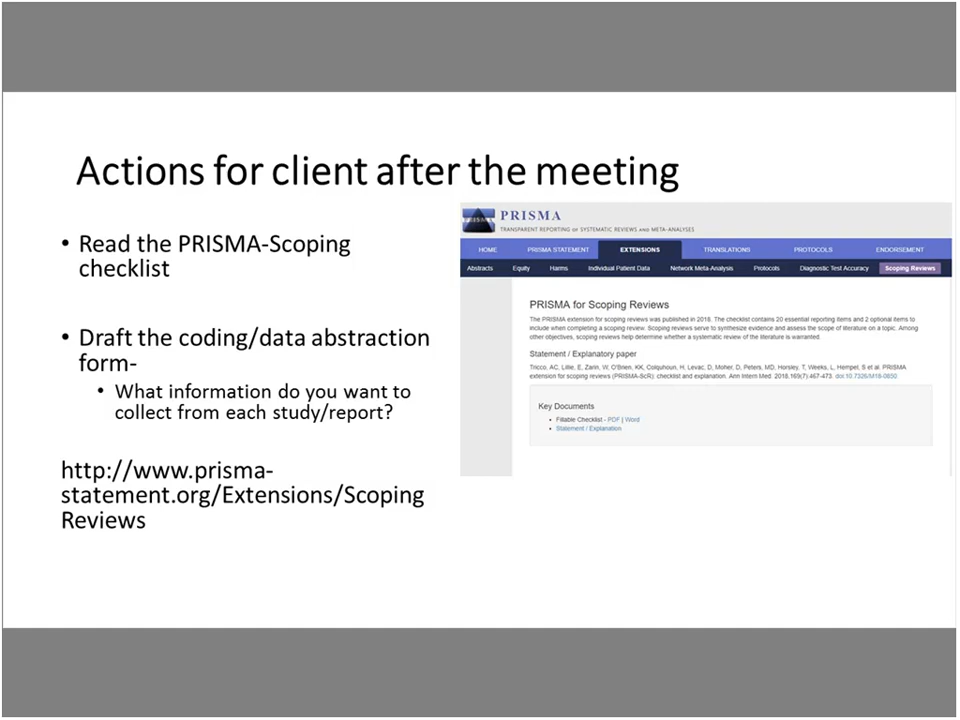 Actions for client after the meeting
• Read the PRISMA-Scoping
checklist
• Draft the coding/data abstraction
form-
• What information do you want to
collect from each study/report?
http://www.prisma-
statement.org/Extensions/Scoping
Reviews
PRISMA
TRANSPARENT REPORTING OF SYSTEMATIC REVIEWS AND META-ANALYSES
HOME PRISMA STATEMENT EXTENSIONS TRANSLATIONS PROTOCOLS ENDORSEMENT
Abstracts Equity Harms Individual Patient Data Network Meta-Analysis Protocols Diagnostic Test Accuracy Scoping Reviews
PRISMA for Scoping Reviews
The PRISMA extension for scoping reviews was published in 2018. The checklist contains 20 essential reporting items and 2 optional items to
include when completing a scoping review. Scoping reviews serve to synthesize evidence and assess the scope of literature on a topic. Among
other objectives, scoping reviews help determine whether a systematic review of the literature is warranted.
Statement / Explanatory paper
Tricco, AC, Lillie, E, Zarin, W, O'Brien, KK, Colquhoun, H, Levac, D, Moher, D, Peters, MD, Horsley, T, Weeks, L, Hempel, S et al. PRISMA
extension for scoping reviews (PRISMA-ScR): checklist and explanation. Ann Intern Med. 2018,169(7):467-473. doi:10.7326/M18-0850
Key Documents
• Fillable Checklist - PDF | Word
• Statement / Explanation